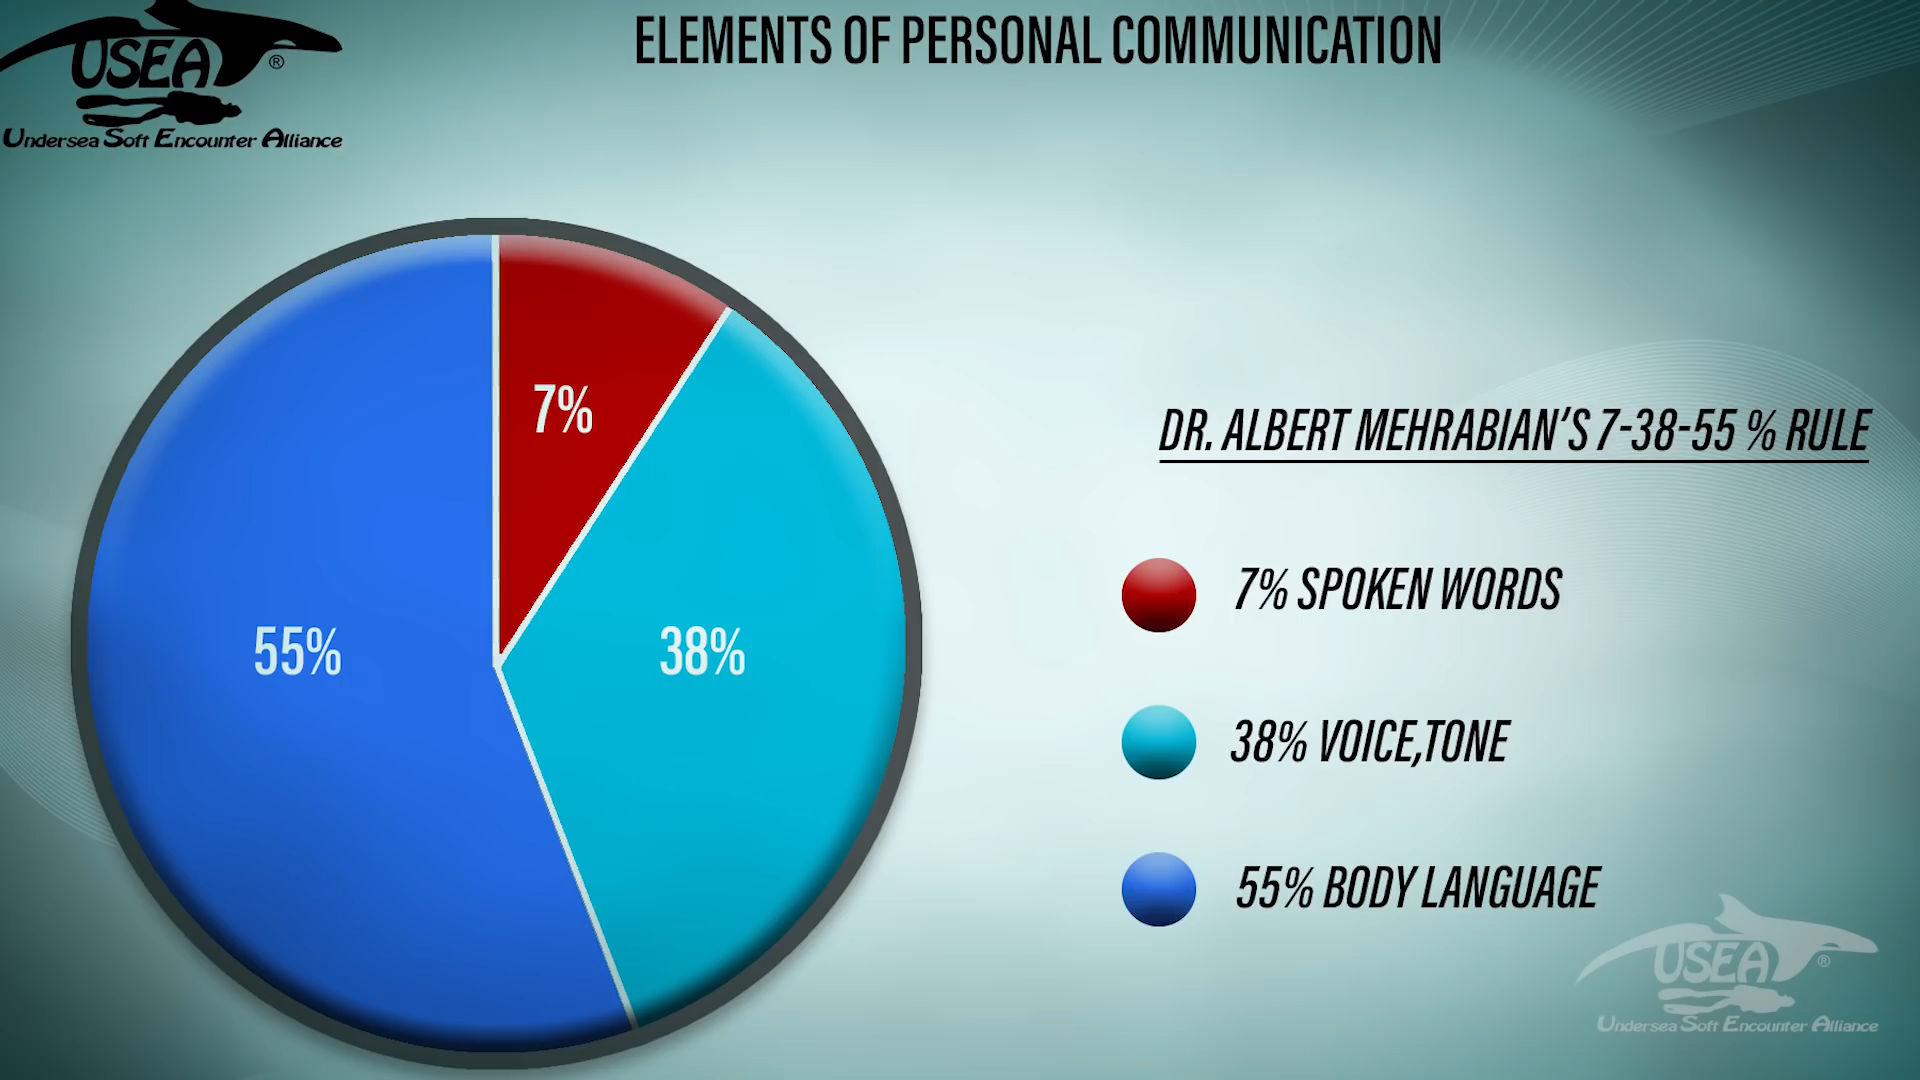 USEA ®
Undersea Soft Encounter Alliance
ELEMENTS OF PERSONAL COMMUNICATION
7%
55%
38%
DR. ALBERT MEHRABIAN'S 7-38-55 % RULE
7% SPOKEN WORDS
38% VOICE,TONE
55% BODY LANGUAGE
USEA ®
Undersea Soft Encounter Alliance